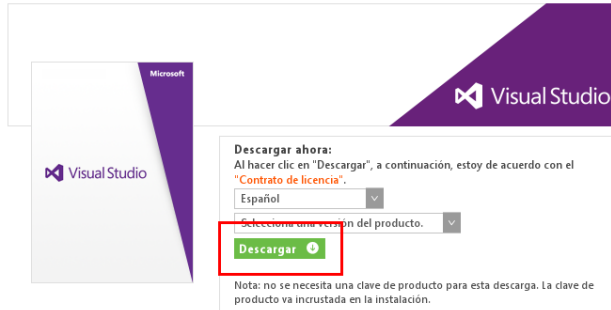 Microsoft
Visual Studio
Visual Studio
Descargar ahora:
Al hacer clic en "Descargar", a continuación, estoy de acuerdo con el
"Contrato de licencia".
Español
Selecciona una versión del producto.
Descargar
Nota: no se necesita una clave de producto para esta descarga. La clave de
producto va incrustada en la instalación.